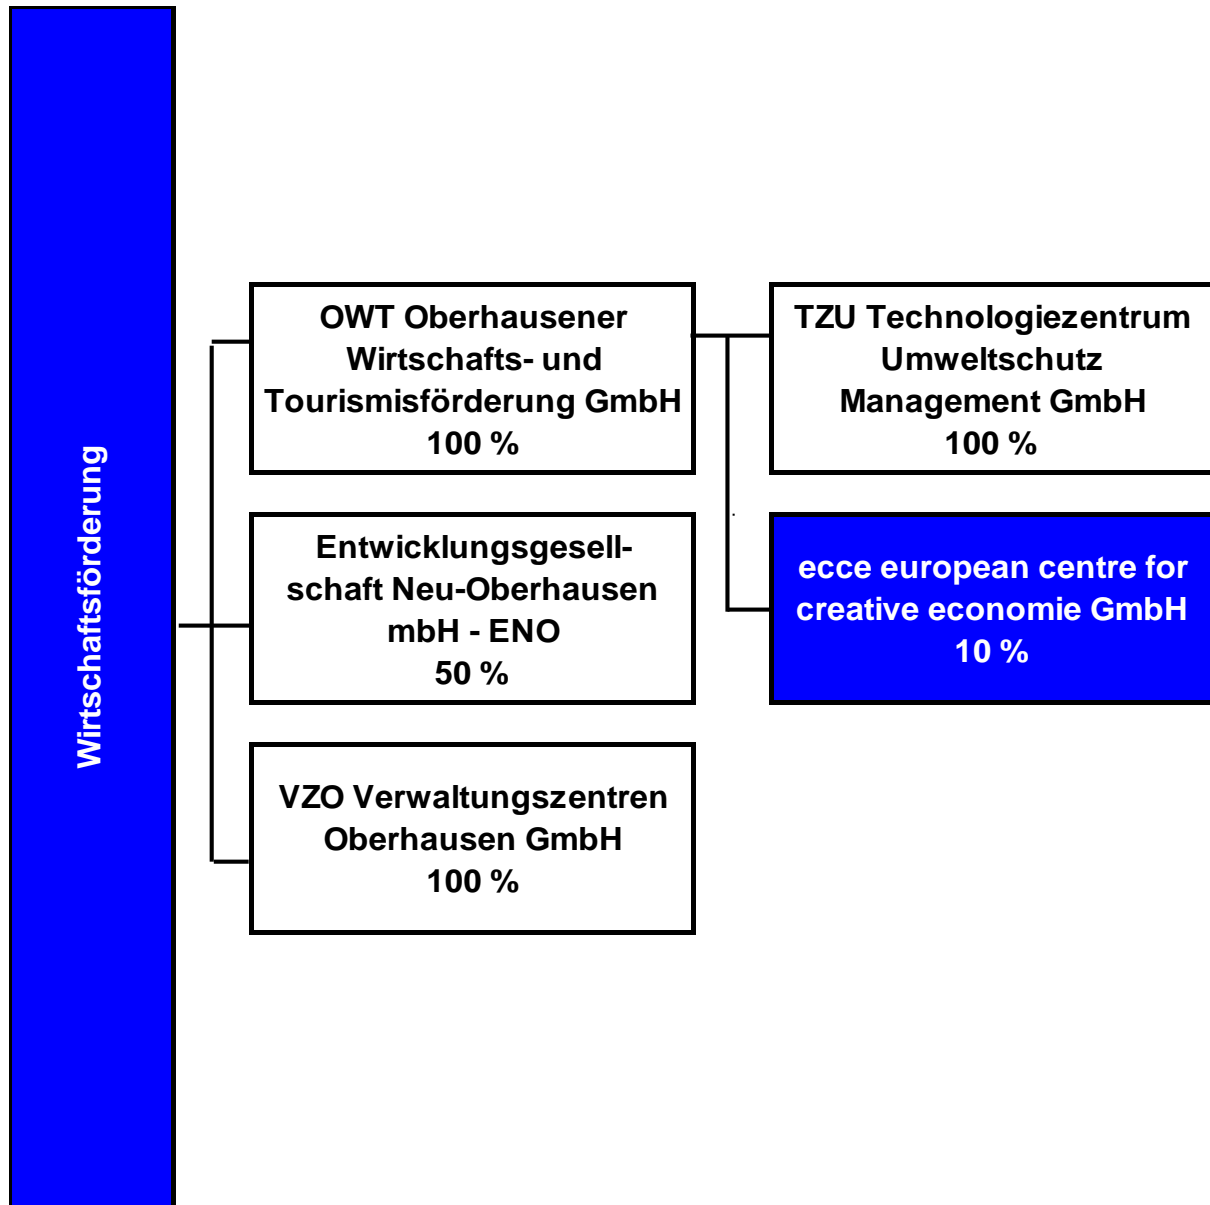 Wirtschaftsförderung
OWT Oberhausener
Wirtschafts- und
Tourismisförderung GmbH
100 %
TZU Technologiezentrum
Umweltschutz
Management GmbH
100 %
Entwicklungsgesell-
schaft Neu-Oberhausen
mbH - ENO
50 %
ecce european centre for
creative economie GmbH
10 %
VZO Verwaltungszentren
Oberhausen GmbH
100 %